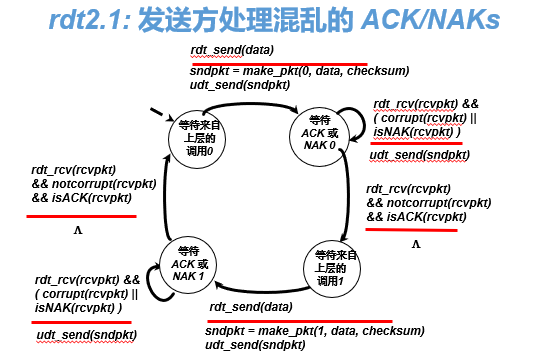 rdt2.1: 发送方处理混乱的 ACK/NAKs
rdt_send(data)
sndpkt = make_pkt(0, data, checksum)
udt_send(sndpkt)
等待来自
上层的
调用0
等待
ACK 或
NAK 0
rdt_rcv(rcvpkt) &&
( corrupt(rcvpkt) ||
isNAK(rcvpkt) )
udt_send(sndpkt)
rdt_rcv(rcvpkt)
&& notcorrupt(rcvpkt)
&& isACK(rcvpkt)
Λ
rdt_rcv(rcvpkt)
&& notcorrupt(rcvpkt)
&& isACK(rcvpkt)
Λ
等待
ACK 或
NAK 1
等待来自
上层的
调用1
rdt_rcv(rcvpkt) &&
( corrupt(rcvpkt) ||
isNAK(rcvpkt) )
udt_send(sndpkt)
rdt_send(data)
sndpkt = make_pkt(1, data, checksum)
udt_send(sndpkt)